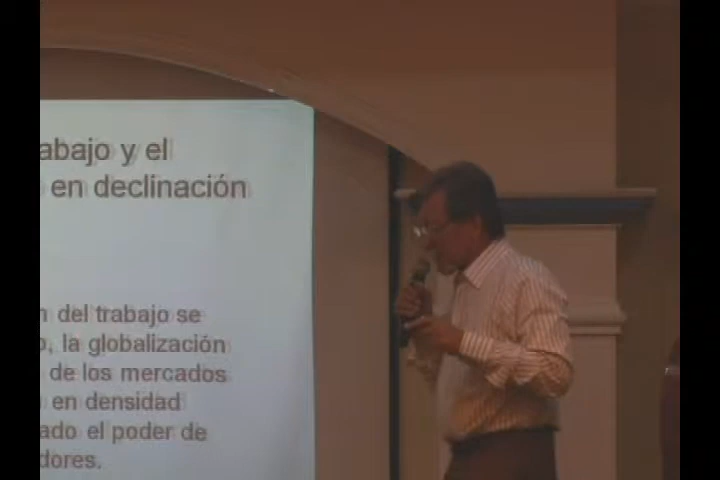 abajo y el
en declinación
n del trabajo se
o, la globalización
de los mercados
en densidad
ado el poder de
dores.